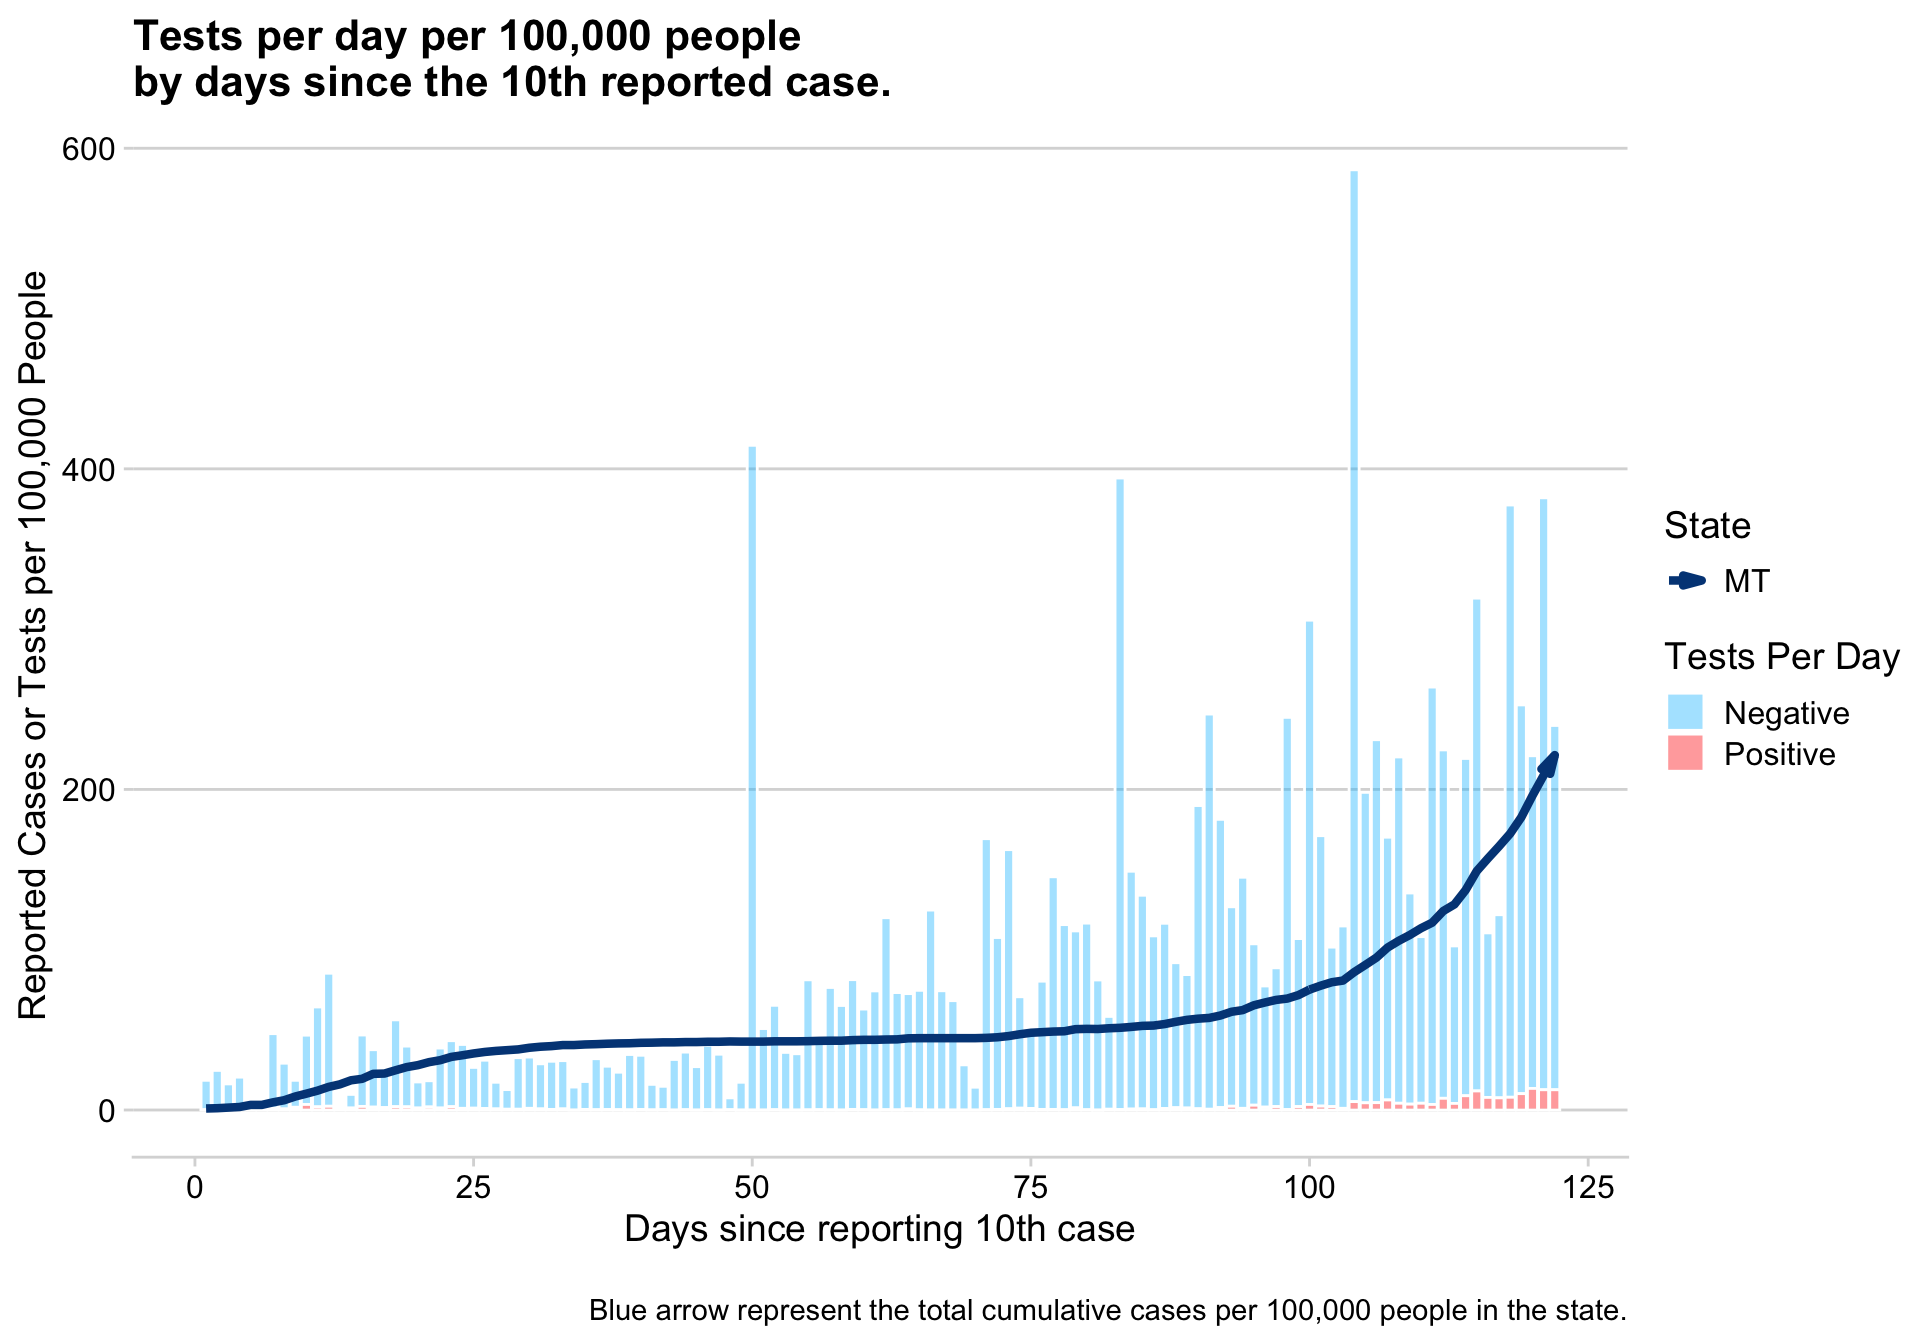 Tests per day per 100,000 people
by days since the 10th reported case.
Reported Cases or Tests per 100,000 People
600
400
200
0
0
25
50
75
100
125
Days since reporting 10th case
State
MT
Tests Per Day
Negative
Positive
Blue arrow represent the total cumulative cases per 100,000 people in the state.